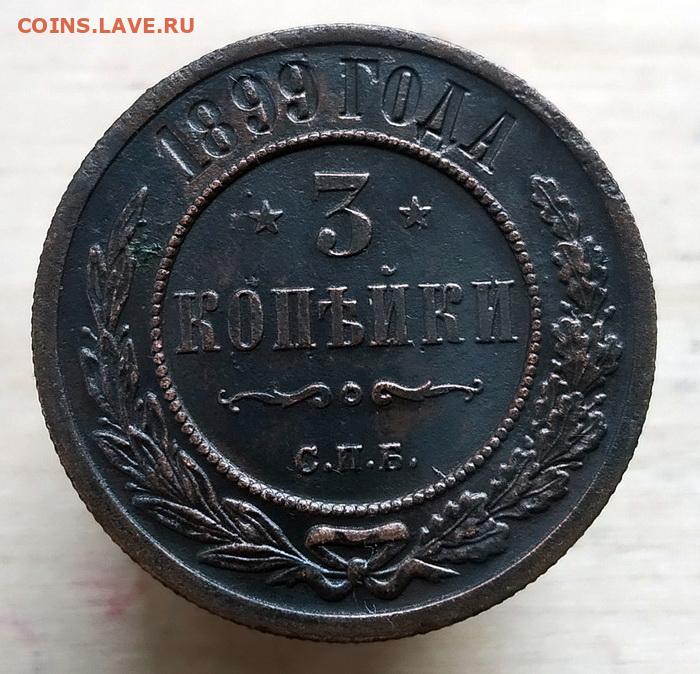 COINS.LAVE.RU
1899 ГОДА
3
КОПѢЙКИ
С.П.Б.